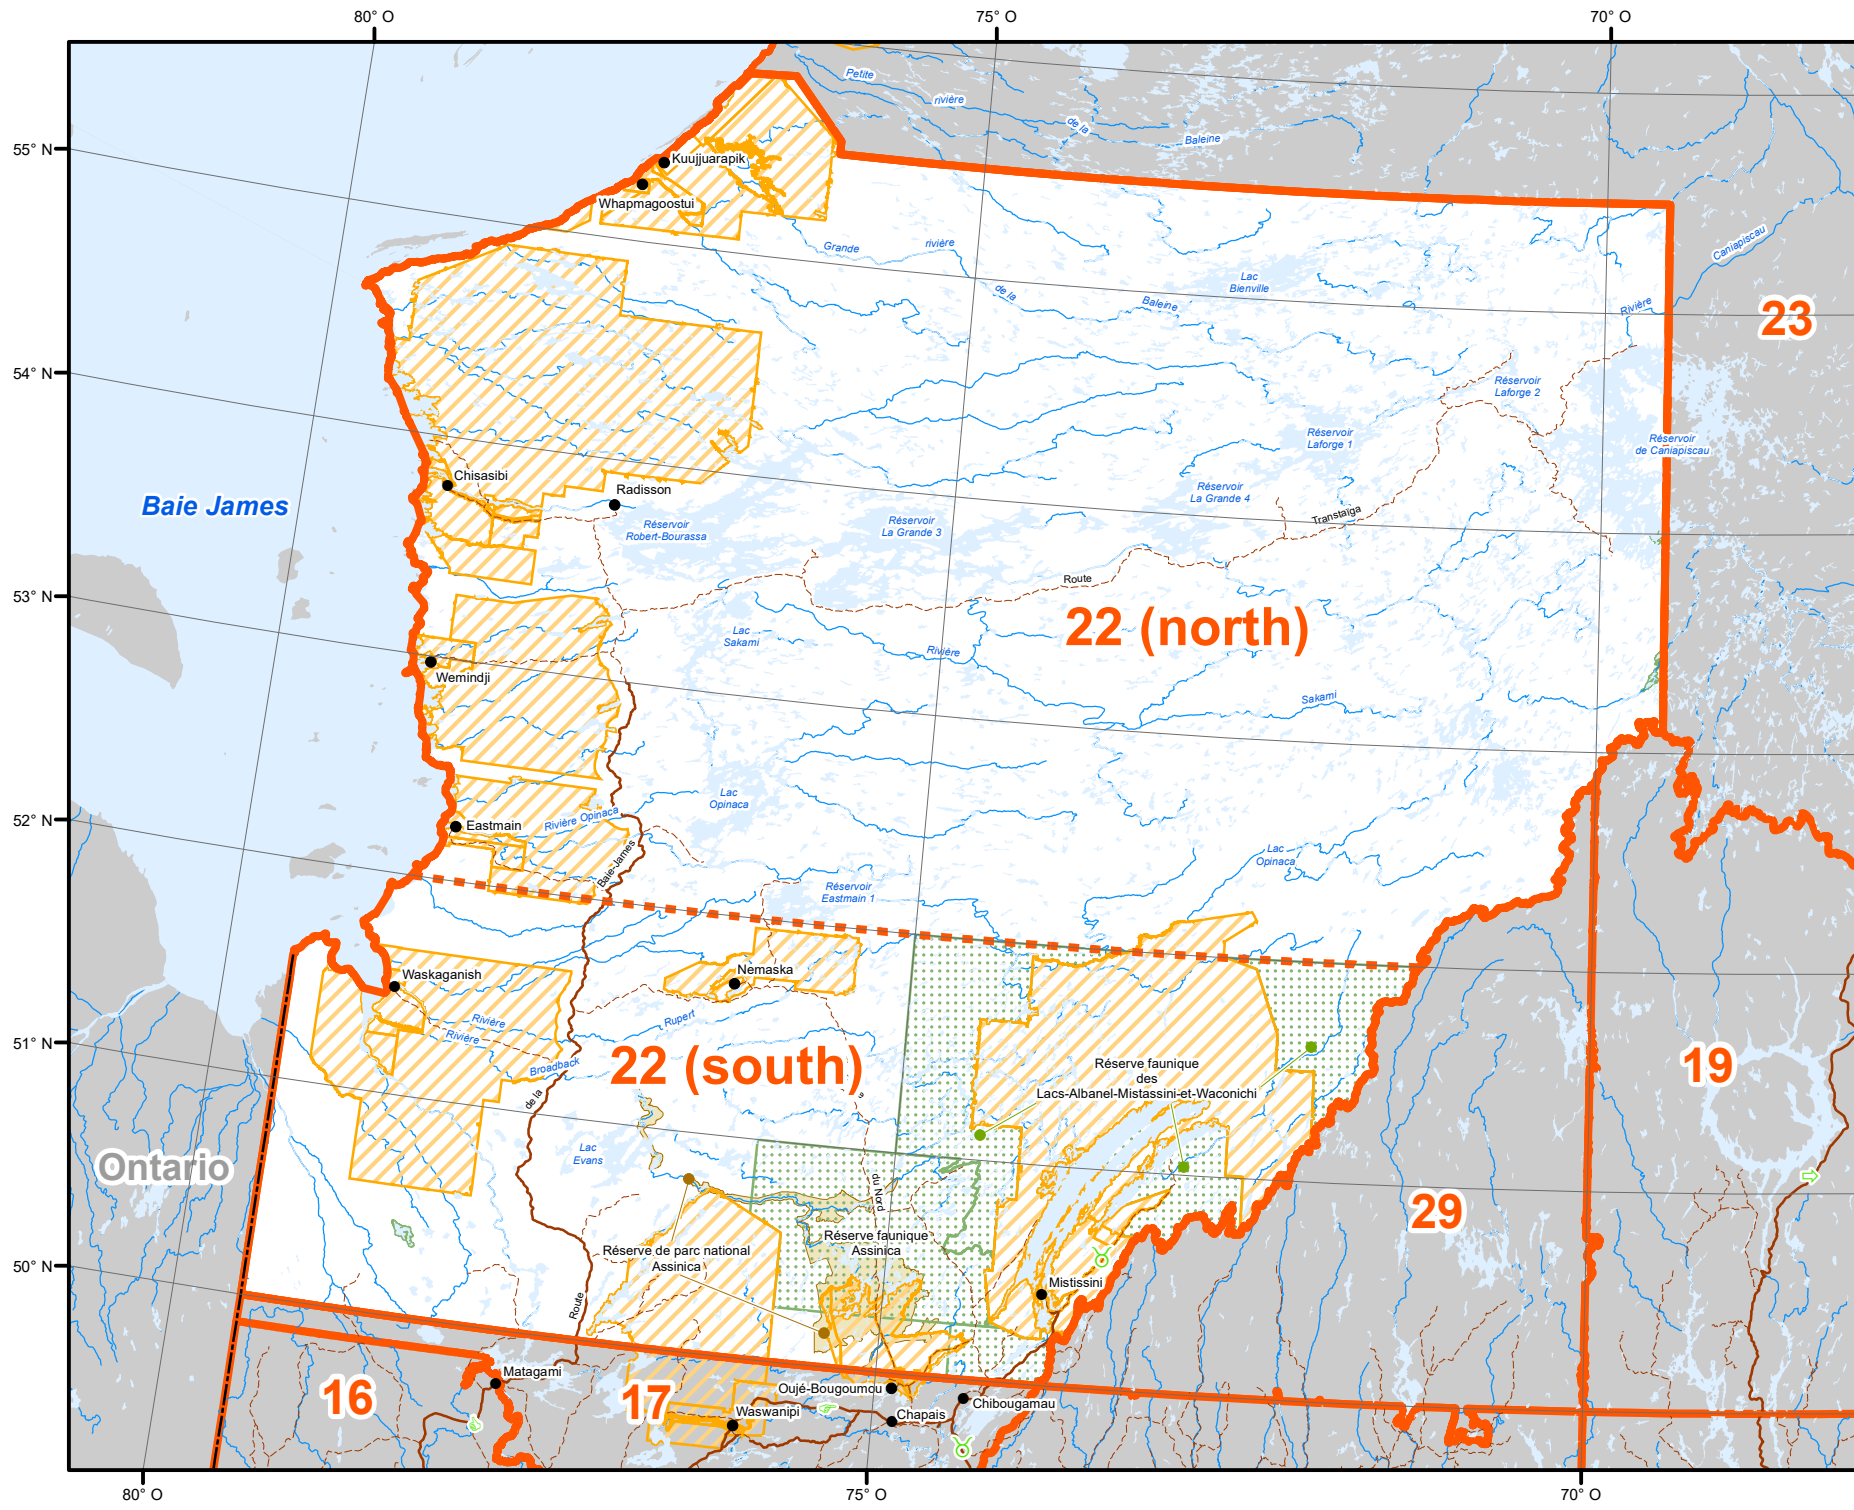 80° O
75° O
70° O
Petite
rivière
de la
Baleine
55° N
Kuujjuarapik
Whapmagoostui
Grande
rivière
de la
Baleine
Lac
Bienville
Caniapiscau
Rivière
23
54° N
Réservoir
Laforge 2
Réservoir
Laforge 1
Réservoir
de Caniapiscau
Chisasibi
Radisson
Réservoir
La Grande 4
Baie James
Réservoir
Robert-Bourassa
Réservoir
La Grande 3
Transtaïga
Route
53° N
22 (north)
Lac
Sakami
Rivière
Sakami
Wemindji
Lac
Opinaca
52° N
Eastmain
Rivière Opinaca
Baie-James
Lac
Opinaca
Réservoir
Eastmain 1
Waskaganish
Nemaska
Rivière
Rupert
Rivière
Broadback
51° N
22 (south)
de la
Réserve faunique
des
Lacs-Albanel-Mistassini-et-Waconichi
19
Ontario
Lac
Evans
du Nord
29
Réserve faunique
Assinica
Réserve de parc national
Assinica
50° N
Mistissini
Route
Matagami
16
17
Oujé-Bougoumou
Chibougamau
Chapais
Waswanipi
80° O
75° O
70° O